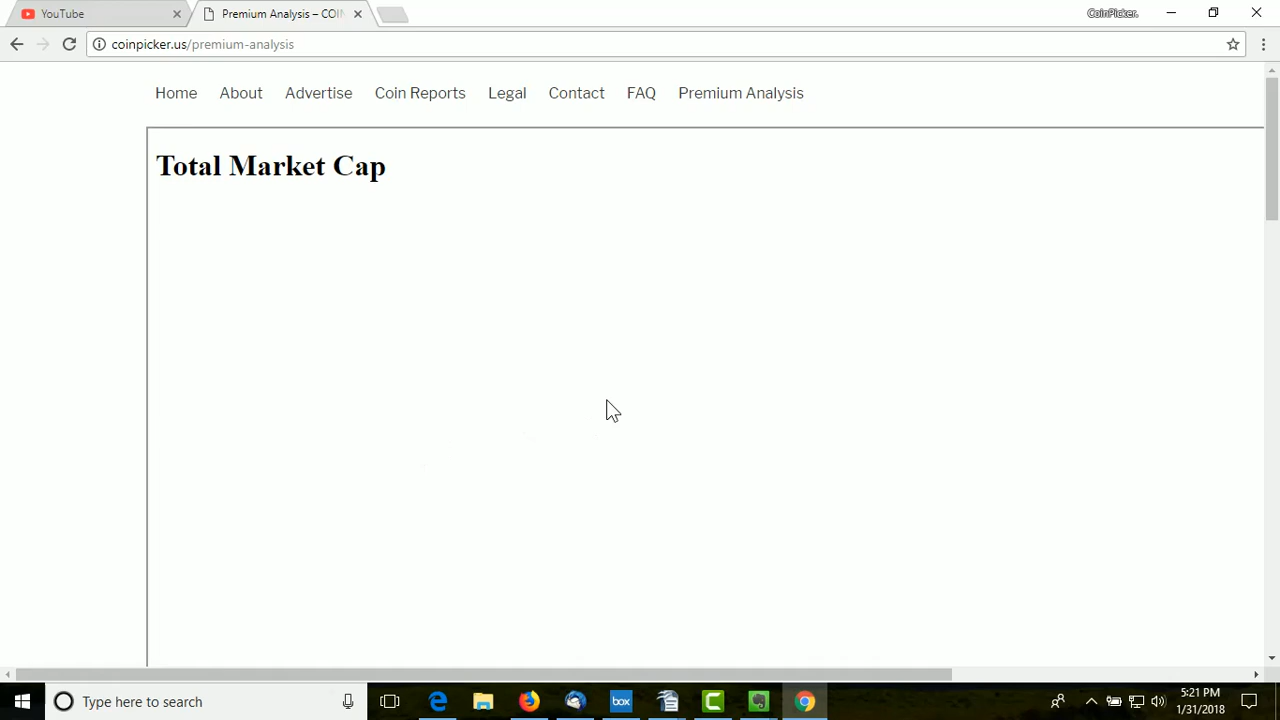 YouTube
Premium Analysis – COI
CoinPicker.
coinpicker.us/premium-analysis
Home About Advertise Coin Reports Legal Contact FAQ Premium Analysis
Total Market Cap
Type here to search
box
5:21 PM
1/31/2018